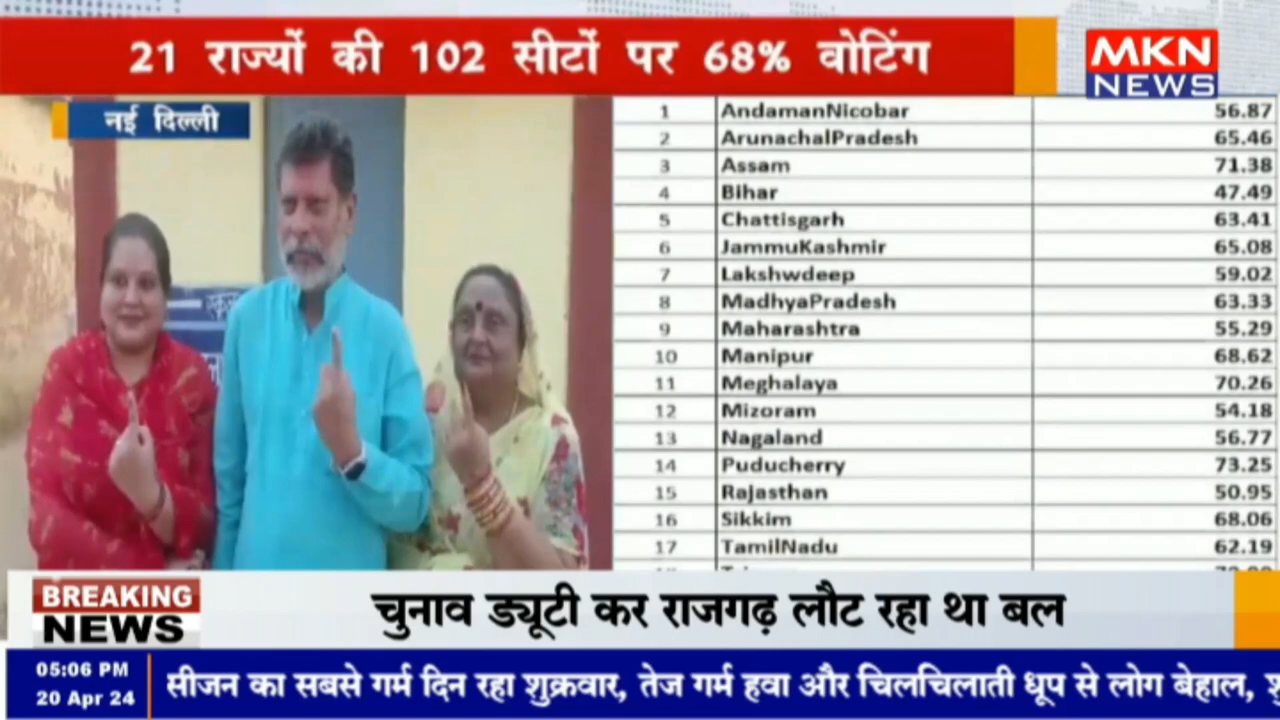 21 राज्यों की 102 सीटों पर 68% वोटिंग
MKN
NEWS
नई दिल्ली
1 AndamanNicobar 56.87
2 ArunachalPradesh 65.46
3 Assam 71.38
4 Bihar 47.49
5 Chattisgarh 63.41
6 JammuKashmir 65.08
7 Lakshwdeep 59.02
8 MadhyaPradesh 63.33
9 Maharashtra 55.29
10 Manipur 68.62
11 Meghalaya 70.26
12 Mizoram 54.18
13 Nagaland 56.77
14 Puducherry 73.25
15 Rajasthan 50.95
16 Sikkim 68.06
17 TamilNadu 62.19
BREAKING
NEWS
चुनाव ड्यूटी कर राजगढ़ लौट रहा था बल
05:06 PM
20 Apr 24
सीजन का सबसे गर्म दिन रहा शुक्रवार, तेज गर्म हवा और चिलचिलाती धूप से लोग बेहाल,